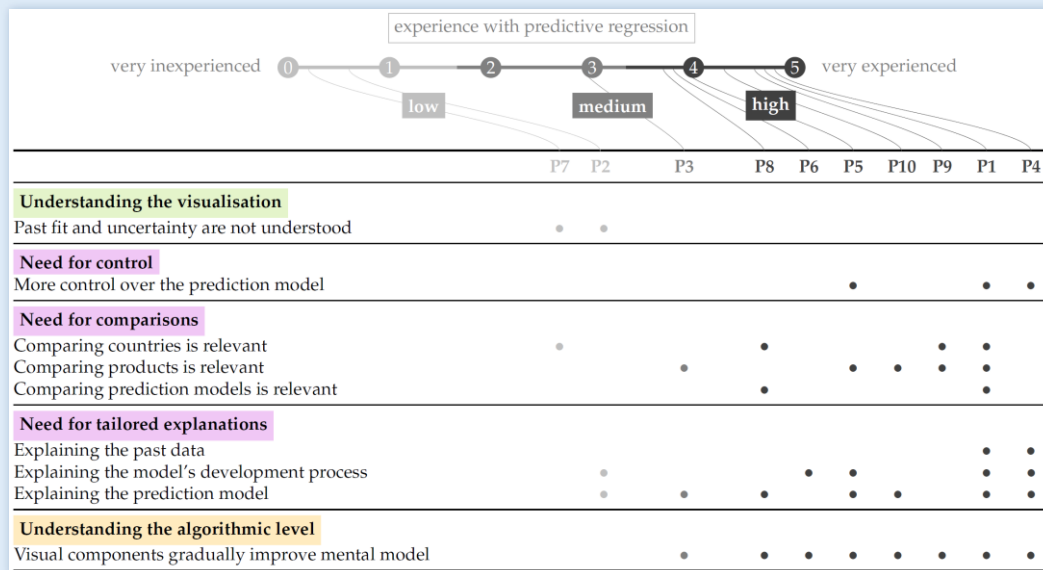 experience with predictive regression
very inexperienced 0 1 2 3 4 5 very experienced
low medium high
P7 P2 P3 P8 P6 P5 P10 P9 P1 P4
Understanding the visualisation
Past fit and uncertainty are not understood
Need for control
More control over the prediction model
Need for comparisons
Comparing countries is relevant
Comparing products is relevant
Comparing prediction models is relevant
Need for tailored explanations
Explaining the past data
Explaining the model's development process
Explaining the prediction model
Understanding the algorithmic level
Visual components gradually improve mental model